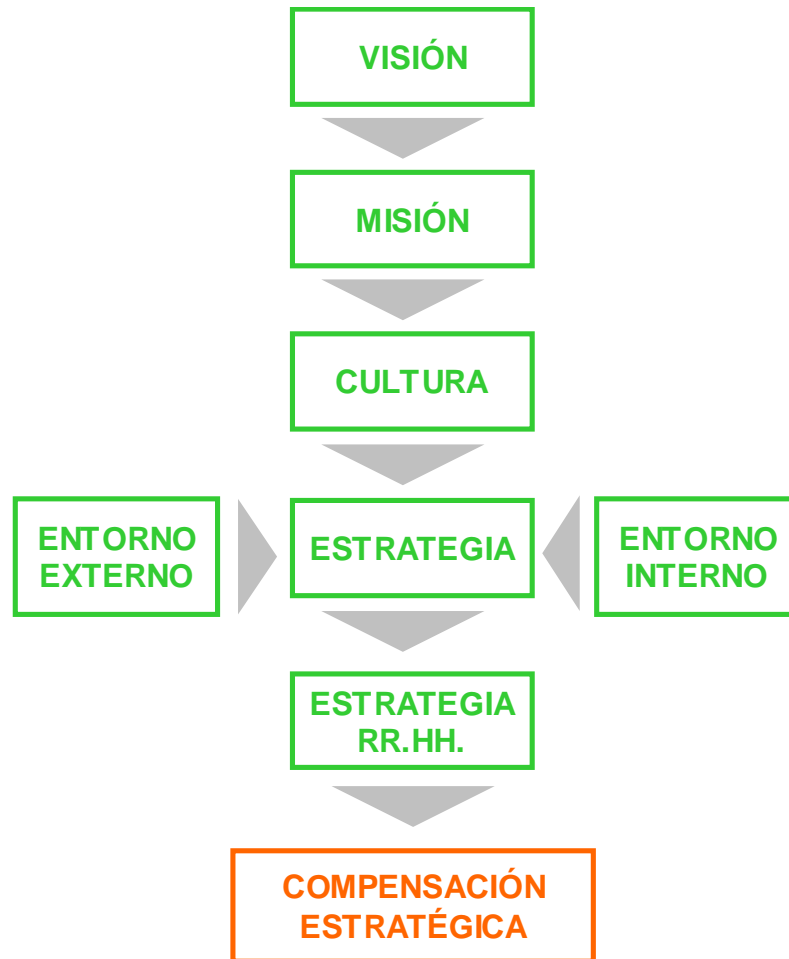 VISIÓN
MISIÓN
CULTURA
ENTORNO
EXTERNO
ESTRATEGIA
ENTORNO
INTERNO
ESTRATEGIA
RR.HH.
COMPENSACIÓN
ESTRATÉGICA